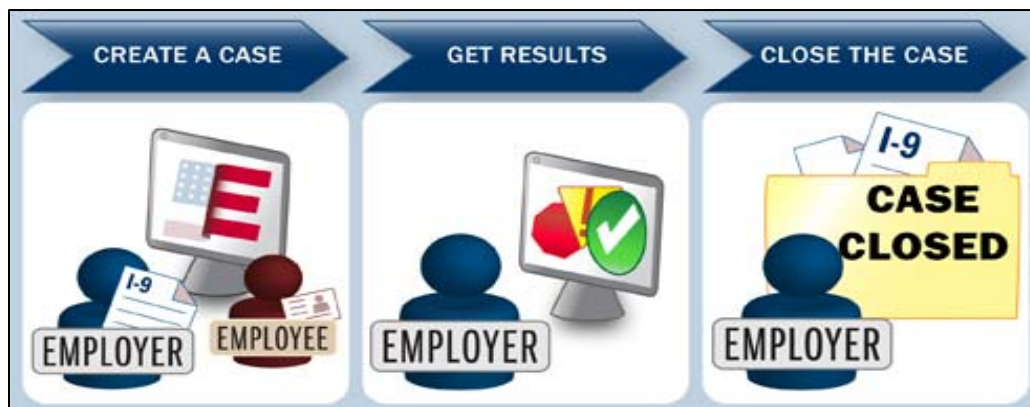 CREATE A CASE
GET RESULTS
CLOSE THE CASE
I-9
EMPLOYER
EMPLOYEE
EMPLOYER
I-9
CASE
CLOSED
EMPLOYER